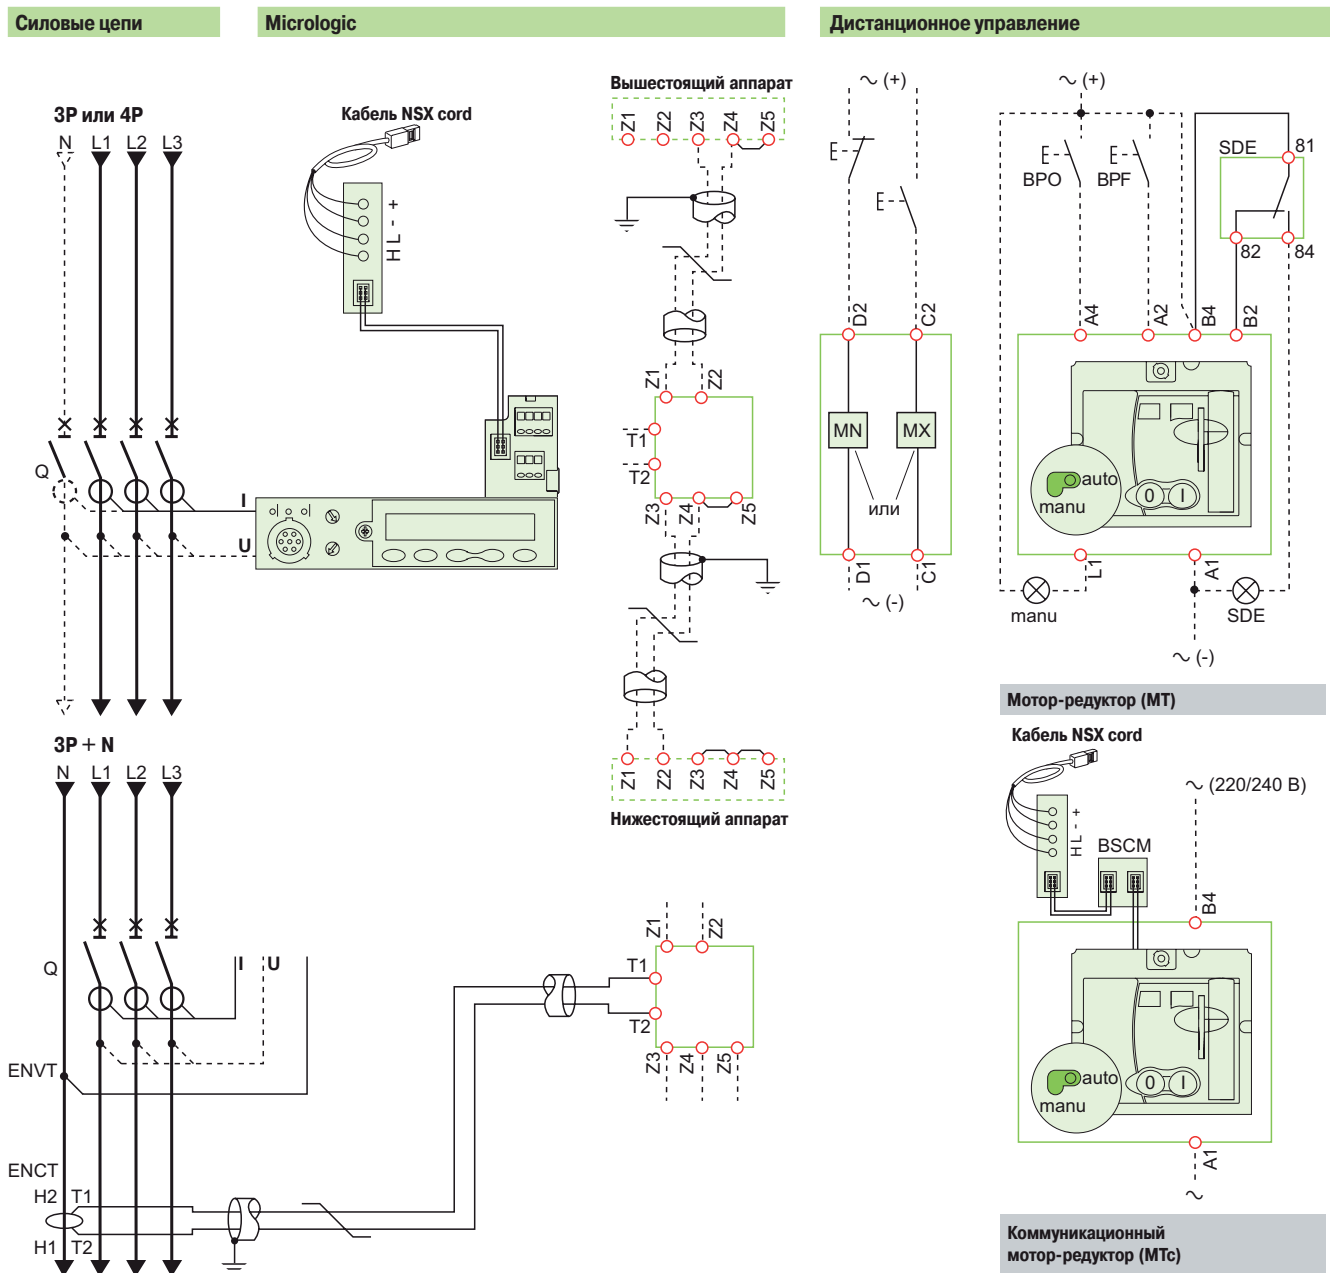 Силовые цепи
Micrologic
Дистанционное управление
3P или 4P
N L1 L2 L3
Q
I
U
Кабель NSX cord
H L - +
Вышестоящий аппарат
Z1 Z2 Z3 Z4 Z5
Z1 Z2
T1
T2
Z3 Z4 Z5
Z1 Z2 Z3 Z4 Z5
Нижестоящий аппарат
~ (+)
D2 C2
MN MX
или
D1 C1
~ (-)
~ (+)
BPO BPF
SDE 81
82 84
A4 A2 B4 B2
auto
manu
0 I
L1 A1
manu
SDE
~ (-)
Мотор-редуктор (MT)
3P + N
N L1 L2 L3
Q
I U
ENVT
ENCT
H2 T1
H1 T2
Z1 Z2
T1
T2
Z3 Z4 Z5
Кабель NSX cord
H L - +
BSCM
~ (220/240 В)
B4
auto
manu
0 I
A1
~
Коммуникационный
мотор-редуктор (MTc)